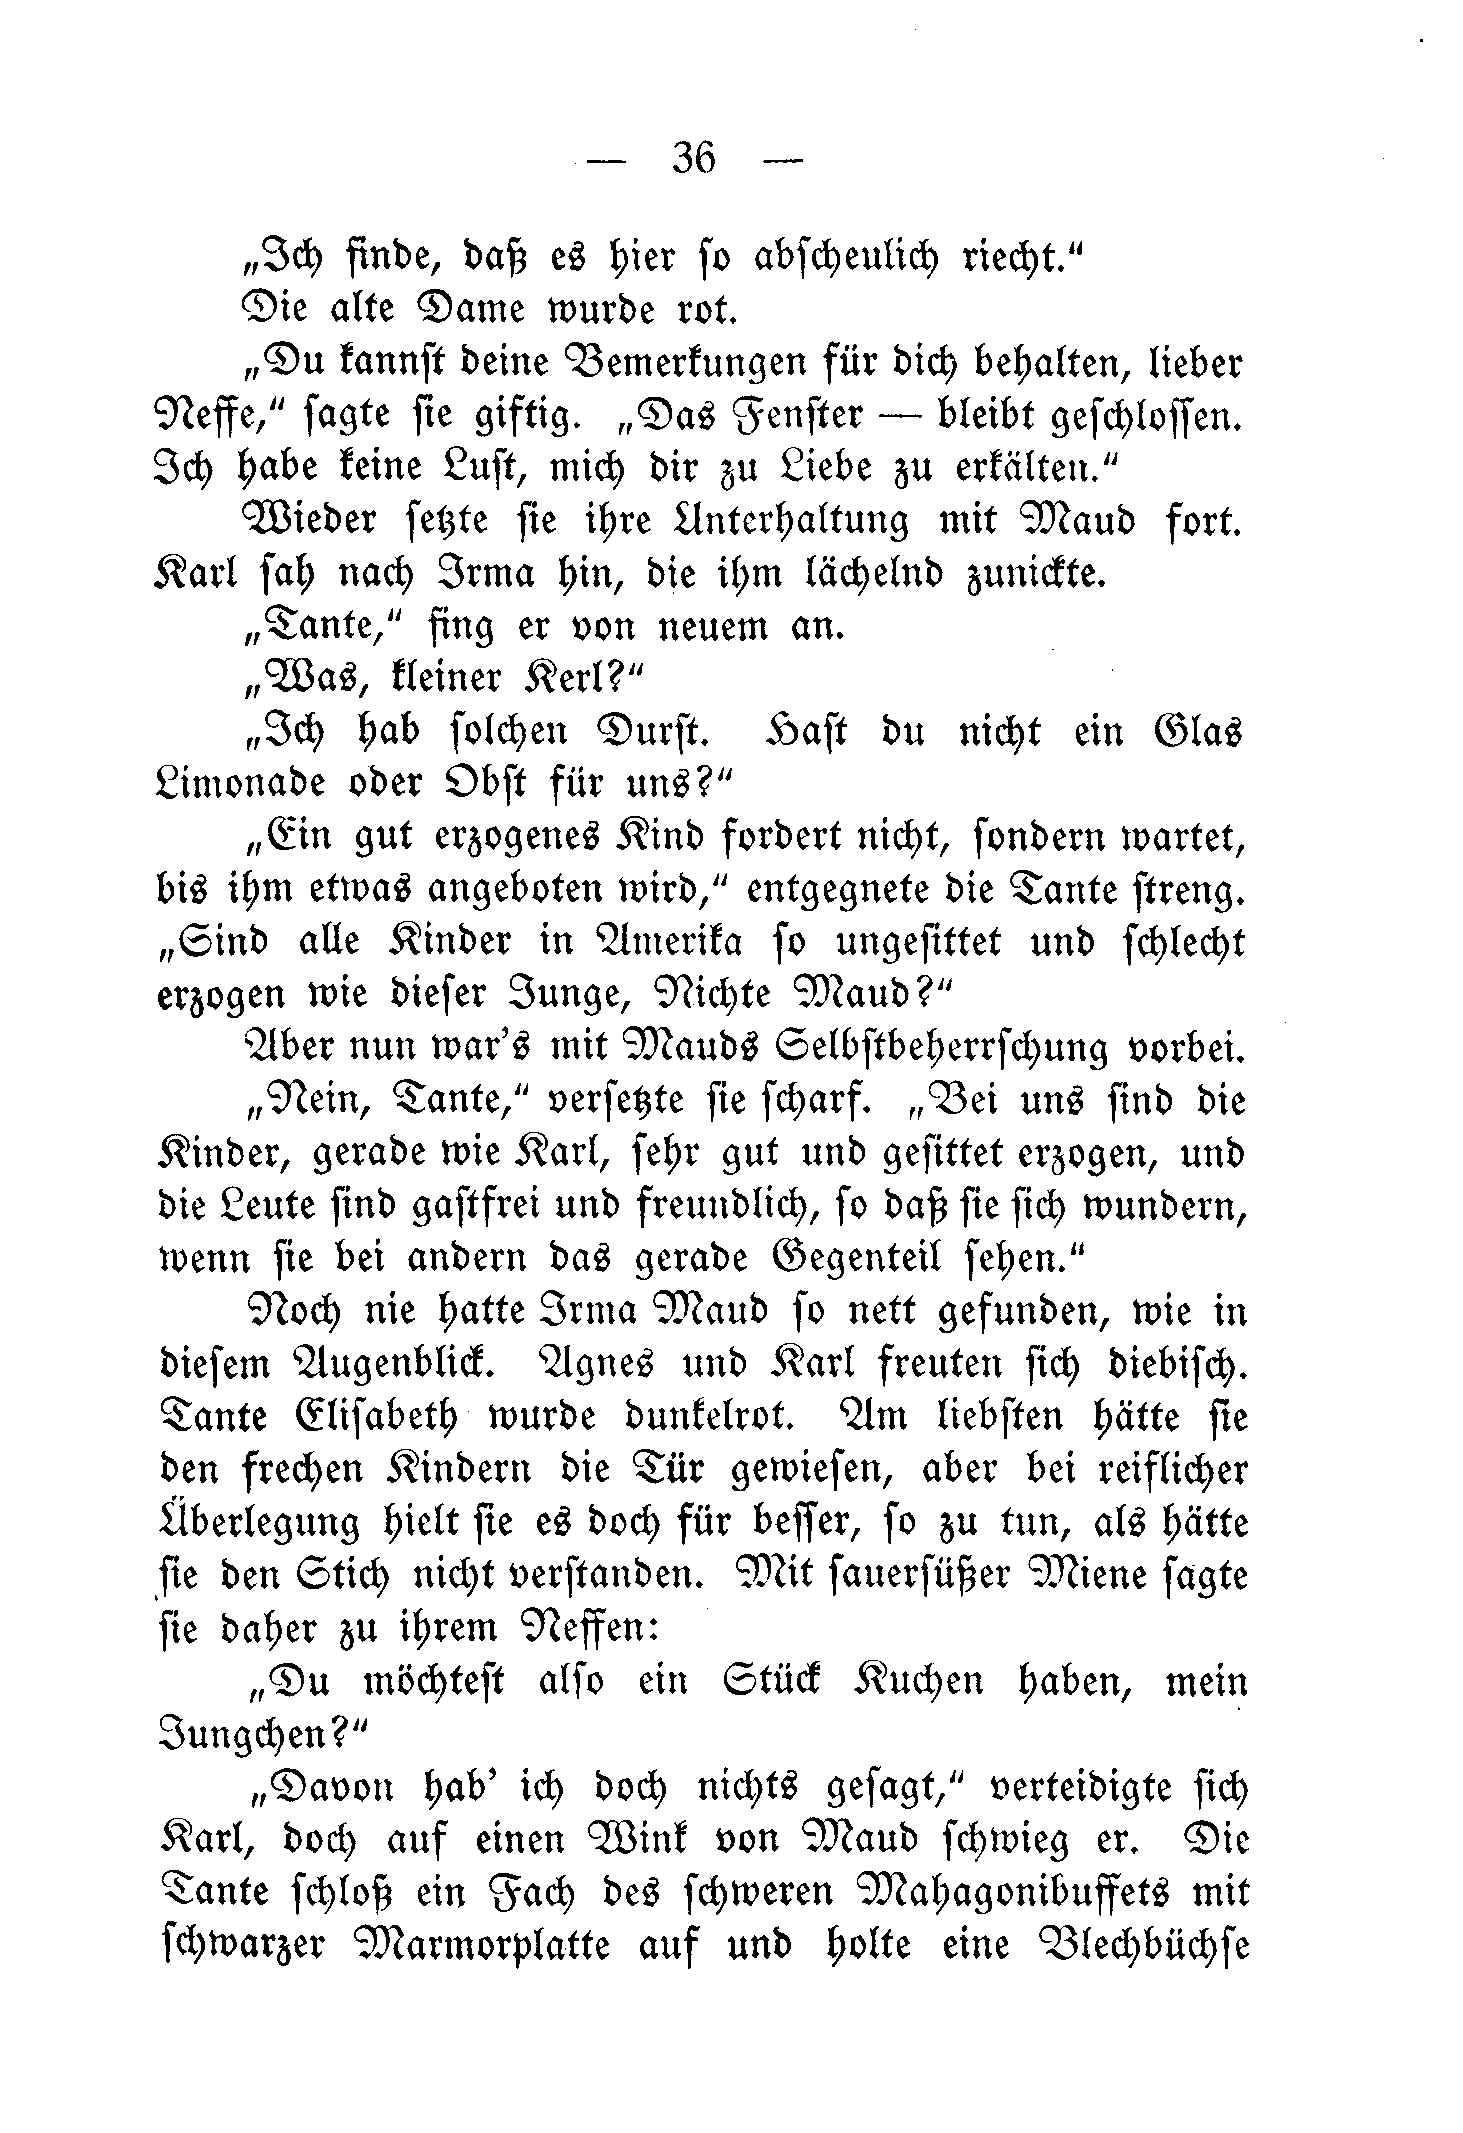 — 36 —
„Ich finde, daß es hier so abscheulich riecht.“
Die alte Dame wurde rot.
„Du kannst deine Bemerkungen für dich behalten, lieber
Neffe,“ sagte sie giftig. „Das Fenster — bleibt geschlossen.
Ich habe keine Lust, mich dir zu Liebe zu erkälten.“
Wieder setzte sie ihre Unterhaltung mit Maud fort.
Karl sah nach Irma hin, die ihm lächelnd zunickte.
„Tante,“ fing er von neuem an.
„Was, kleiner Kerl?“
„Ich hab solchen Durst. Hast du nicht ein Glas
Limonade oder Obst für uns?“
„Ein gut erzogenes Kind fordert nicht, sondern wartet,
bis ihm etwas angeboten wird,“ entgegnete die Tante streng.
„Sind alle Kinder in Amerika so ungesittet und schlecht
erzogen wie dieser Junge, Nichte Maud?“
Aber nun war’s mit Mauds Selbstbeherrschung vorbei.
„Nein, Tante,“ versetzte sie scharf. „Bei uns sind die
Kinder, gerade wie Karl, sehr gut und gesittet erzogen, und
die Leute sind gastfrei und freundlich, so daß sie sich wundern,
wenn sie bei andern das gerade Gegenteil sehen.“
Noch nie hatte Irma Maud so nett gefunden, wie in
diesem Augenblick. Agnes und Karl freuten sich diebisch.
Tante Elisabeth wurde dunkelrot. Am liebsten hätte sie
den frechen Kindern die Tür gewiesen, aber bei reiflicher
Überlegung hielt sie es doch für besser, so zu tun, als hätte
sie den Stich nicht verstanden. Mit sauersüßer Miene sagte
sie daher zu ihrem Neffen:
„Du möchtest also ein Stück Kuchen haben, mein
Jungchen?“
„Davon hab’ ich doch nichts gesagt,“ verteidigte sich
Karl, doch auf einen Wink von Maud schwieg er. Die
Tante schloß ein Fach des schweren Mahagonibuffets mit
schwarzer Marmorplatte auf und holte eine Blechbüchse